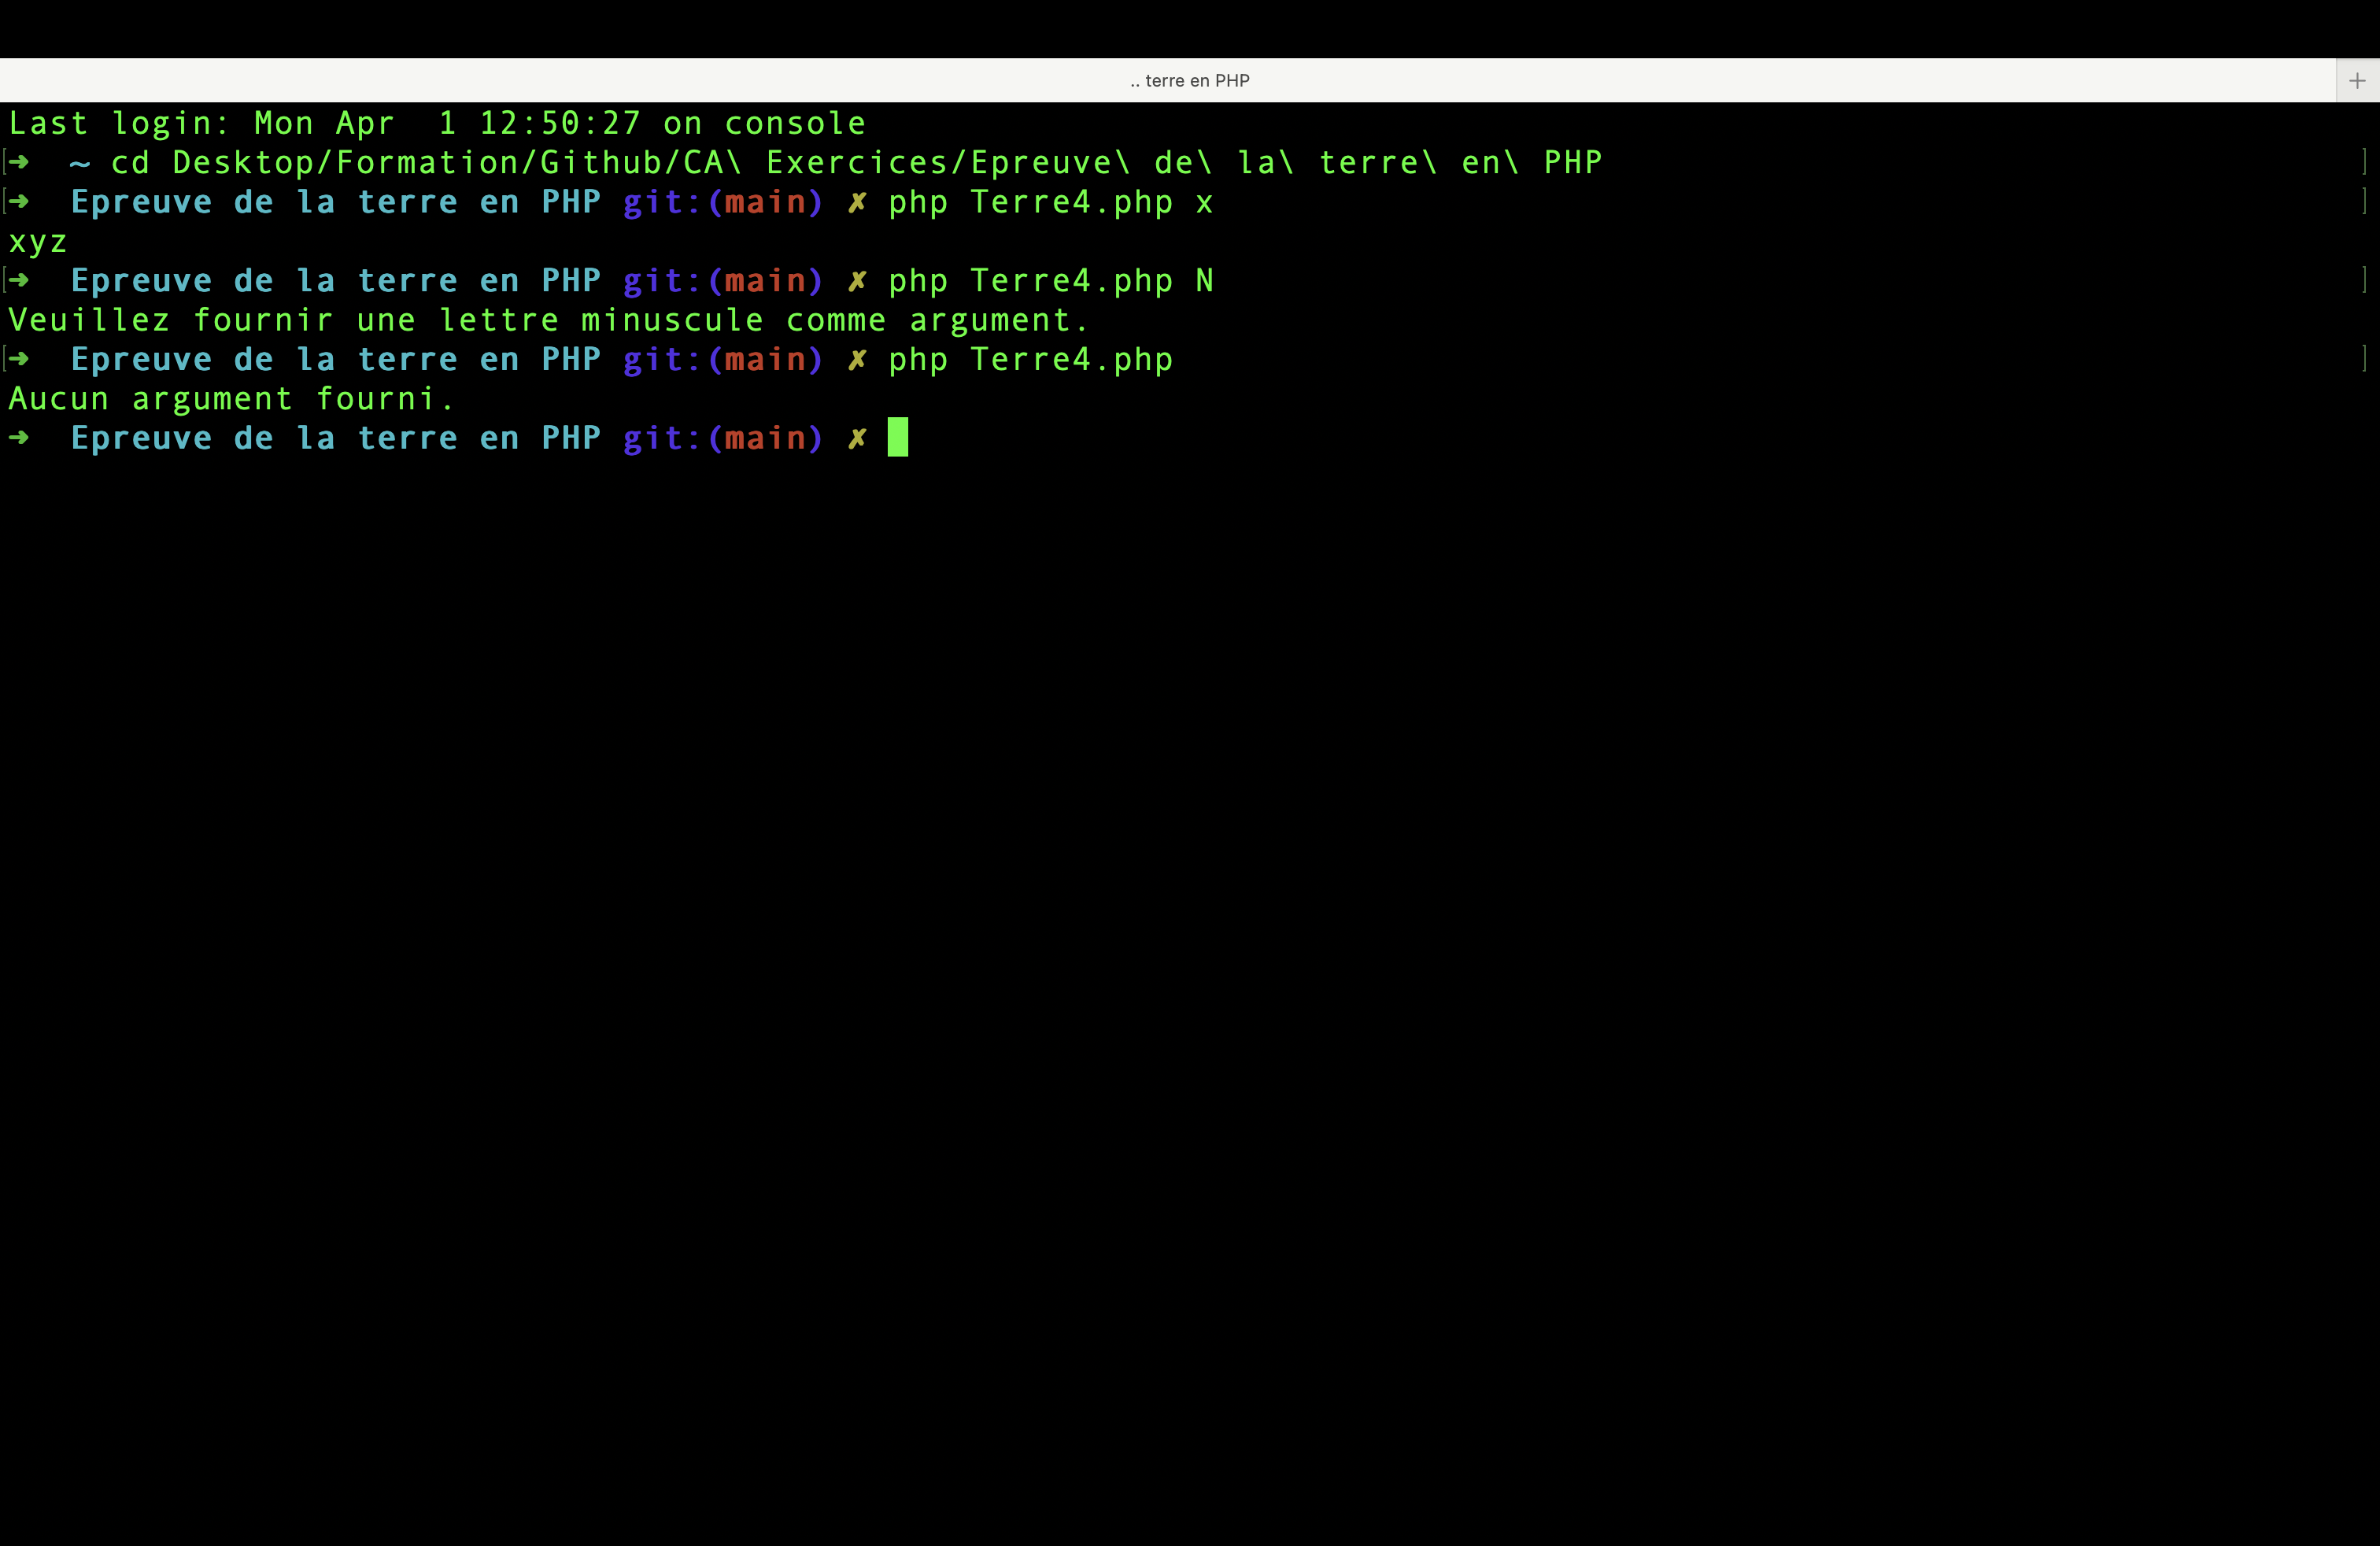 .. terre en PHP
Last login: Mon Apr  1 12:50:27 on console
[➜  ~ cd Desktop/Formation/Github/CA\ Exercices/Epreuve\ de\ la\ terre\ en\ PHP ]
[➜  Epreuve de la terre en PHP git:(main) ✗ php Terre4.php x ]
xyz
[➜  Epreuve de la terre en PHP git:(main) ✗ php Terre4.php N ]
Veuillez fournir une lettre minuscule comme argument.
[➜  Epreuve de la terre en PHP git:(main) ✗ php Terre4.php ]
Aucun argument fourni.
➜  Epreuve de la terre en PHP git:(main) ✗